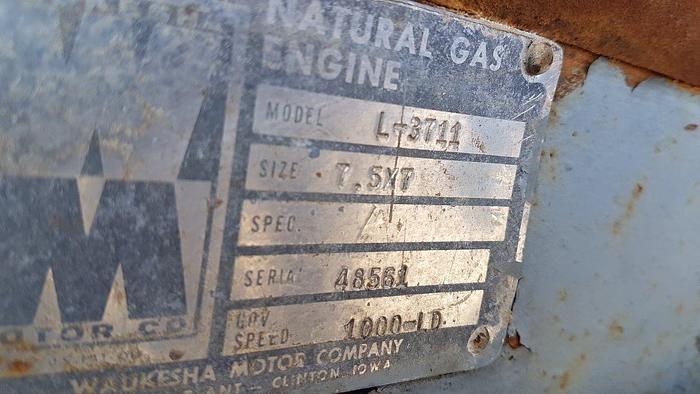 NATURAL GAS
ENGINE
MODEL L-3711
SIZE 7.5X7
SPEC.
SERIAL 48561
GOV
SPEED 1000-LD
WAUKESHA MOTOR COMPANY
CLINTON IOWA